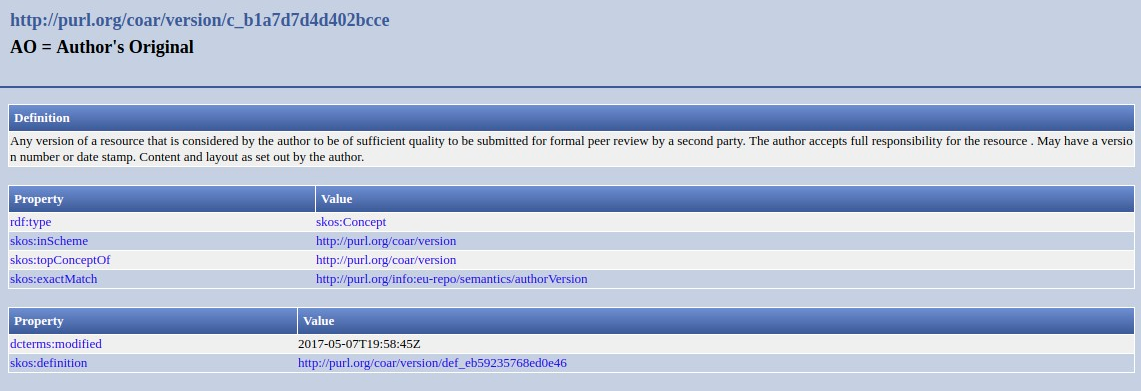 http://purl.org/coar/version/c_b1a7d7d4d402bcce
AO = Author's Original
Definition
Any version of a resource that is considered by the author to be of sufficient quality to be submitted for formal peer review by a second party. The author accepts full responsibility for the resource . May have a versio
n number or date stamp. Content and layout as set out by the author.
Property Value
rdf:type skos:Concept
skos:inScheme http://purl.org/coar/version
skos:topConceptOf http://purl.org/coar/version
skos:exactMatch http://purl.org/info:eu-repo/semantics/authorVersion
Property Value
dcterms:modified 2017-05-07T19:58:45Z
skos:definition http://purl.org/coar/version/def_eb59235768ed0e46